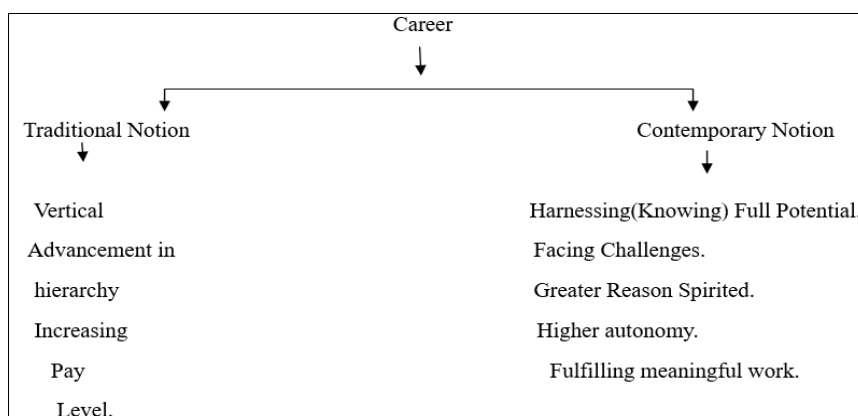 Career
Traditional Notion
Contemporary Notion
Vertical
Advancement in
hierarchy
Increasing
Pay
Level.
Harnessing(Knowing) Full Potential.
Facing Challenges.
Greater Reason Spirited.
Higher autonomy.
Fulfilling meaningful work.